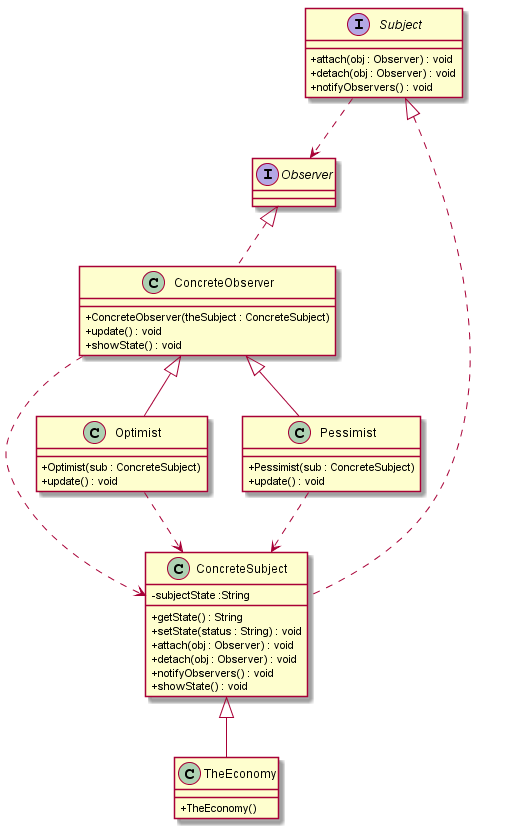 I Subject
+attach(obj : Observer) : void
+detach(obj : Observer) : void
+notifyObservers() : void
I Observer
C ConcreteObserver
+ConcreteObserver(theSubject : ConcreteSubject)
+update() : void
+showState() : void
C Optimist
+Optimist(sub : ConcreteSubject)
+update() : void
C Pessimist
+Pessimist(sub : ConcreteSubject)
+update() : void
C ConcreteSubject
-subjectState :String
+getState() : String
+setState(status : String) : void
+attach(obj : Observer) : void
+detach(obj : Observer) : void
+notifyObservers() : void
+showState() : void
C TheEconomy
+TheEconomy()